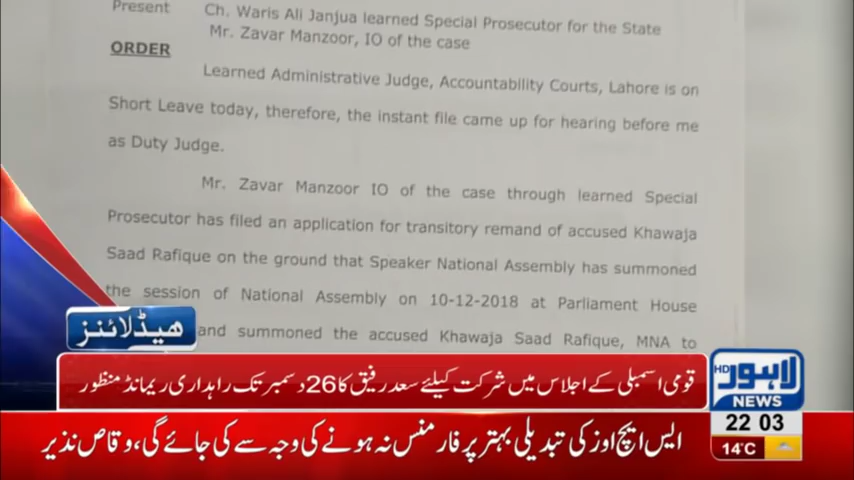 Present Ch. Waris Ali Janjua learned Special Prosecutor for the State
Mr. Zavar Manzoor, IO of the case
ORDER
Learned Administrative Judge, Accountability Courts, Lahore is on
Short Leave today, therefore, the instant file came up for hearing before me
as Duty Judge.
Mr. Zavar Manzoor IO of the case through learned Special
Prosecutor has filed an application for transitory remand of accused Khawaja
Saad Rafique on the ground that Speaker National Assembly has summoned
the session of National Assembly on 10-12-2018 at Parliament House
and summoned the accused Khawaja Saad Rafique, MNA to
ھیڈلائنز
قومی اسمبلی کے اجلاس میں شرکت کیلئے سعد رفیق کا 26 دسمبر تک راہداری ریمانڈ منظور
HD لاہور
NEWS
22 03
14°C
ایس ایچ اوز کی تبدیلی بہتر پرفارمنس نہ ہونے کی وجہ سے کی جائے گی، وقاص نذیر